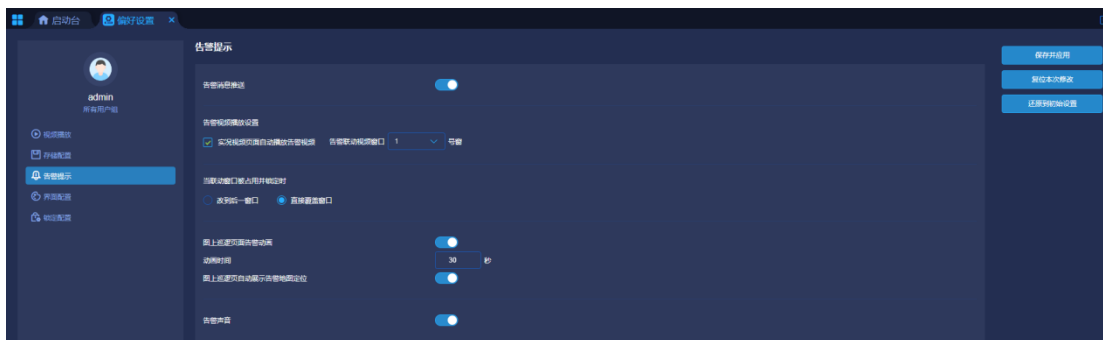 启动台 偏好设置 ×
admin
所有用户组
视频播放
存储配置
告警提示
界面配置
锁定配置
告警提示
告警消息推送
告警视频播放设置
实况视频页面自动播放告警视频 告警联动视频窗口 1 号窗
当联动窗口被占用并锁定时
改到后一窗口 直接覆盖窗口
图上巡逻页面告警动画
动画时间 30 秒
图上巡逻页自动展示告警地图定位
告警声音
保存并应用
复位本次修改
还原到初始设置